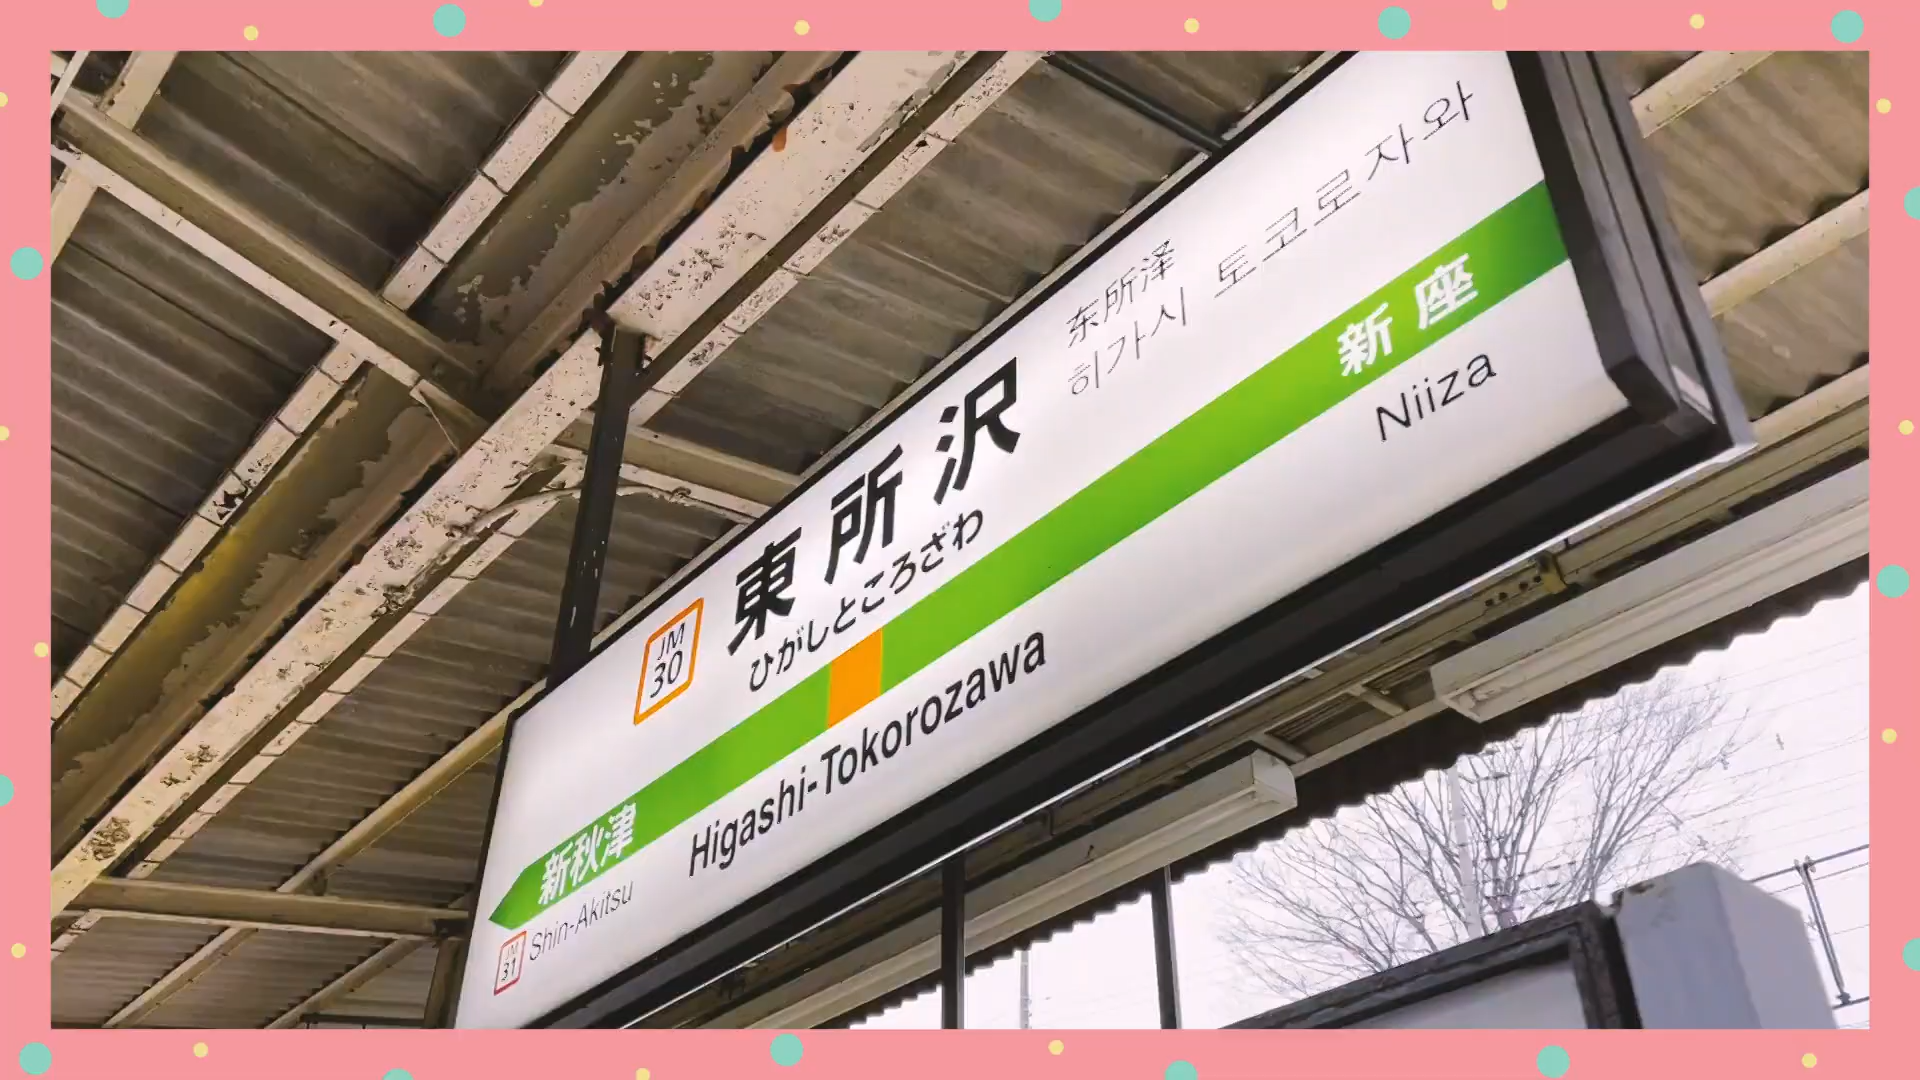 JM
30
東所沢
ひがしところざわ
东所泽
히가시 토코로자와
新秋津
新座
Higashi-Tokorozawa
Niiza
JM
31
Shin-Akitsu